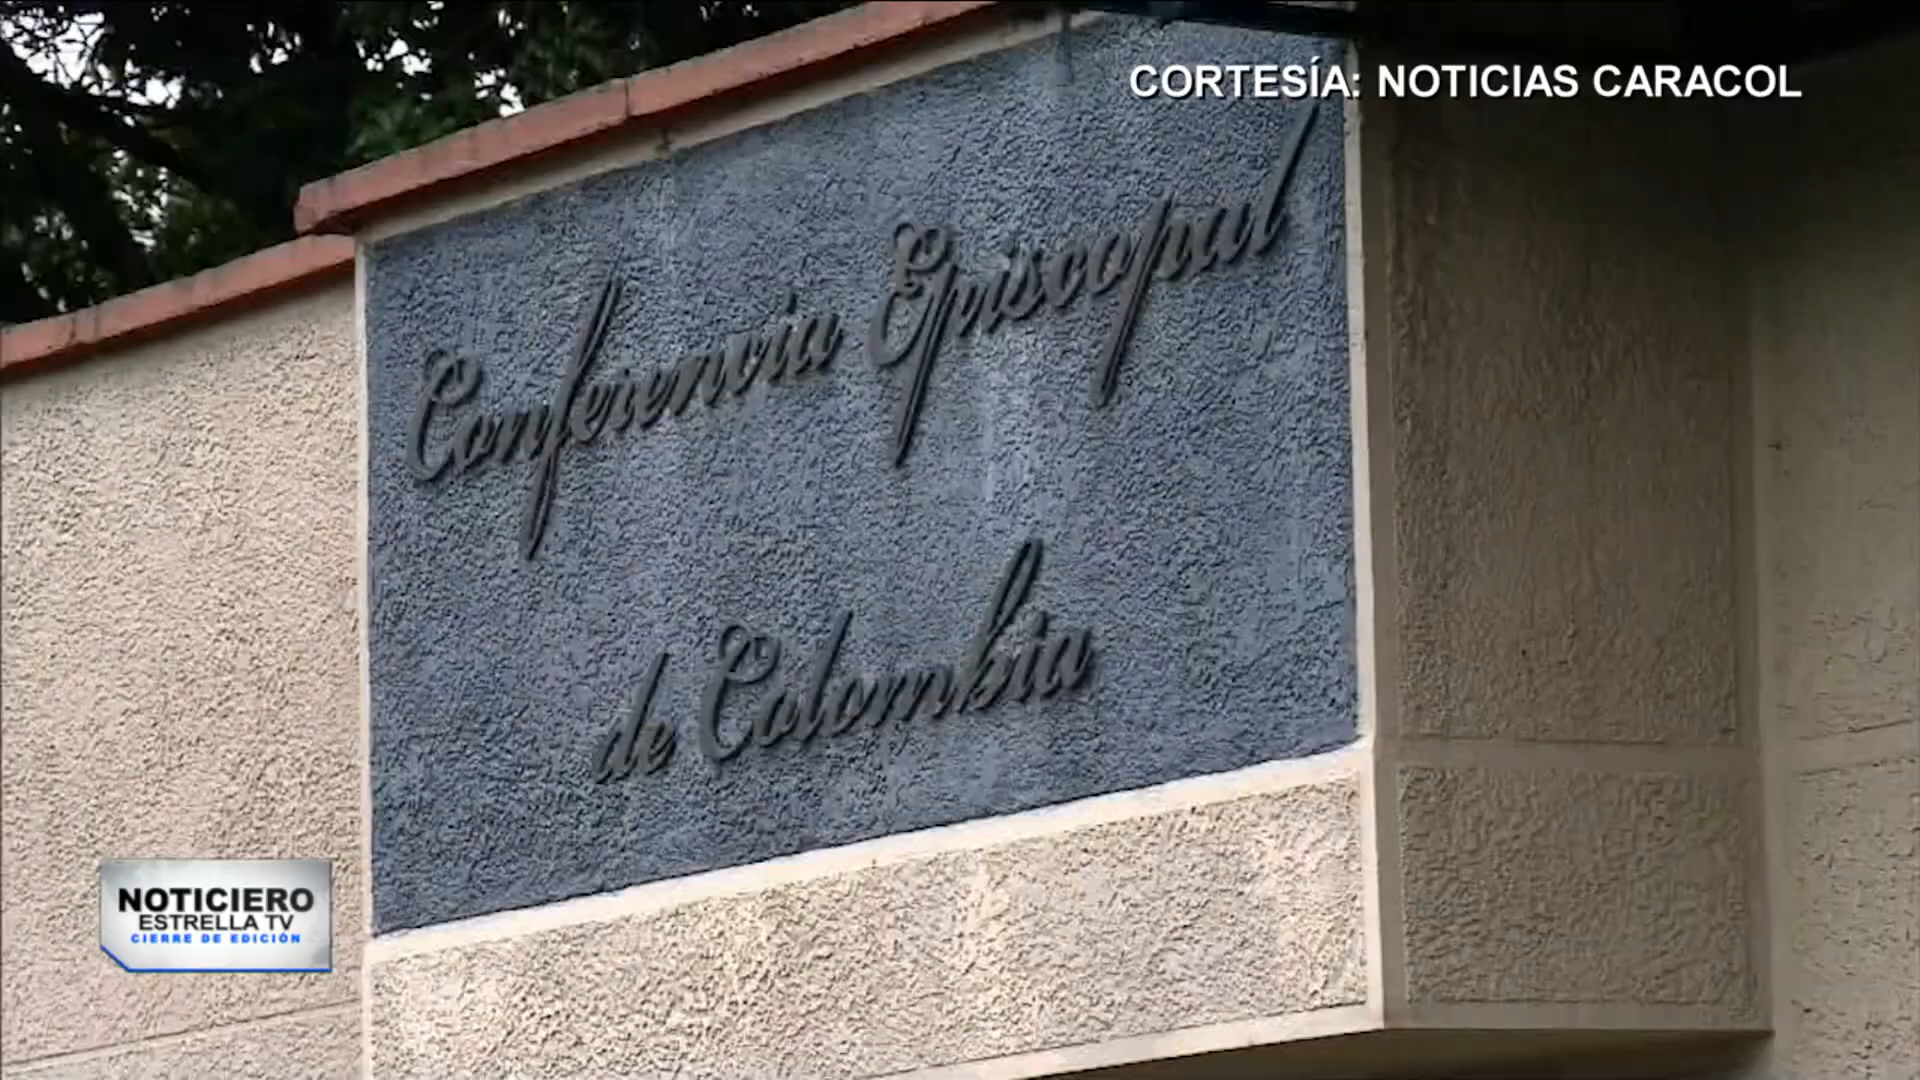 CORTESÍA: NOTICIAS CARACOL
Conferencia Episcopal
de Colombia
NOTICIERO
ESTRELLA TV
CIERRE DE EDICIÓN